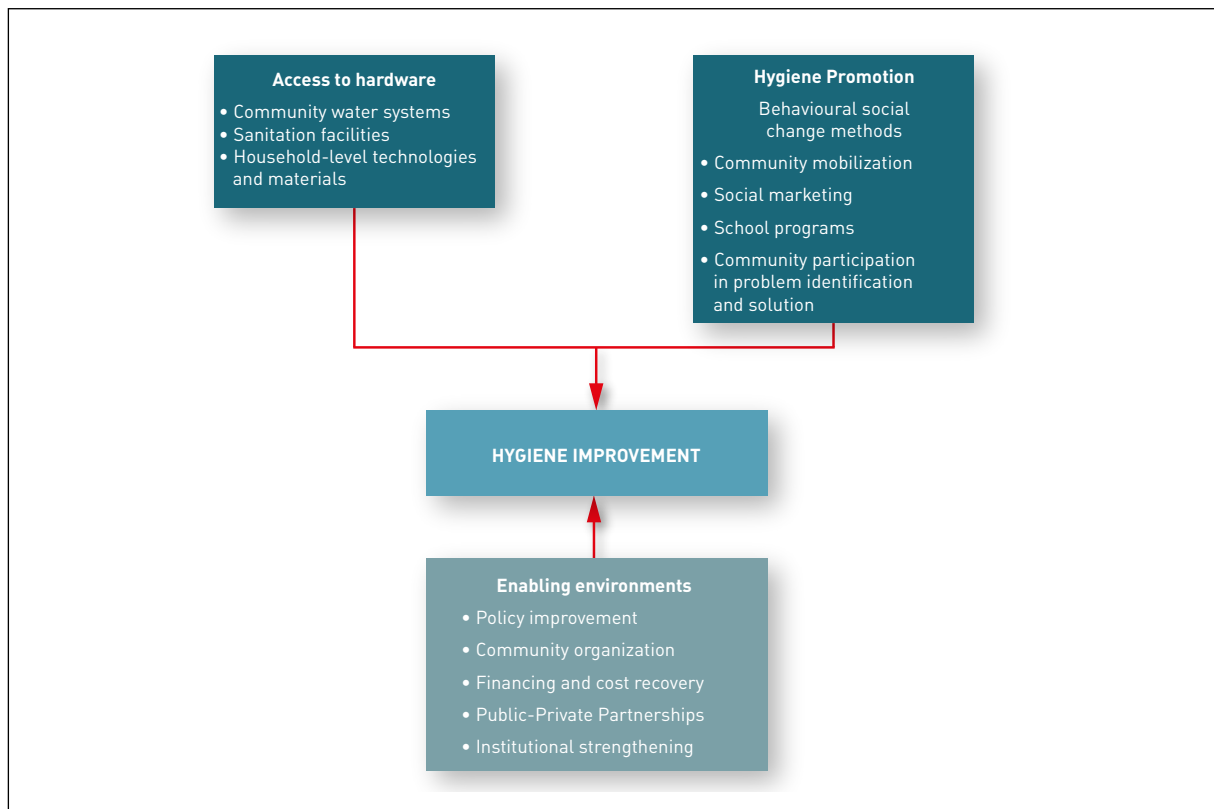 Access to hardware
• Community water systems
• Sanitation facilities
• Household-level technologies
and materials
Hygiene Promotion
Behavioural social
change methods
• Community mobilization
• Social marketing
• School programs
• Community participation
in problem identification
and solution
HYGIENE IMPROVEMENT
Enabling environments
• Policy improvement
• Community organization
• Financing and cost recovery
• Public-Private Partnerships
• Institutional strengthening